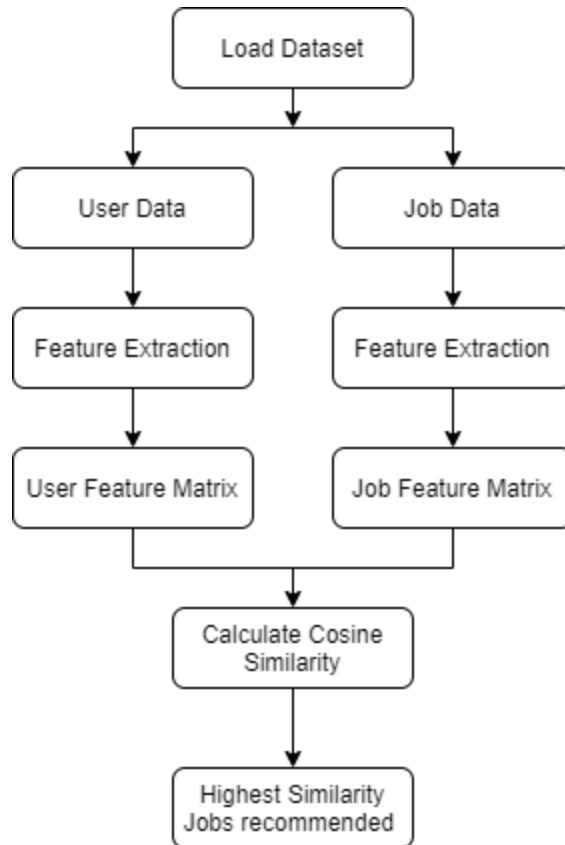 Load Dataset
User Data
Job Data
Feature Extraction
Feature Extraction
User Feature Matrix
Job Feature Matrix
Calculate Cosine
Similarity
Highest Similarity
Jobs recommended